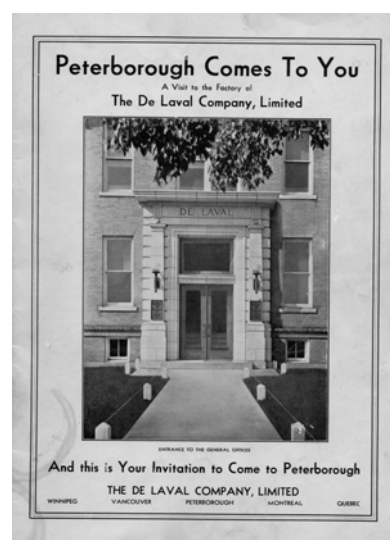 Peterborough Comes To You
A Visit to the Factory of
The De Laval Company, Limited
DE LAVAL
ENTRANCE TO THE GENERAL OFFICES
And this is Your Invitation to Come to Peterborough
THE DE LAVAL COMPANY, LIMITED
WINNIPEG VANCOUVER PETERBOROUGH MONTREAL QUEBEC